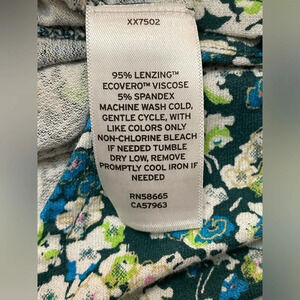 XX7502
95% LENZING™
ECOVERO™ VISCOSE
5% SPANDEX
MACHINE WASH COLD,
GENTLE CYCLE, WITH
LIKE COLORS ONLY
NON-CHLORINE BLEACH
IF NEEDED TUMBLE
DRY LOW, REMOVE
PROMPTLY COOL IRON IF
NEEDED
RN58665
CA57963